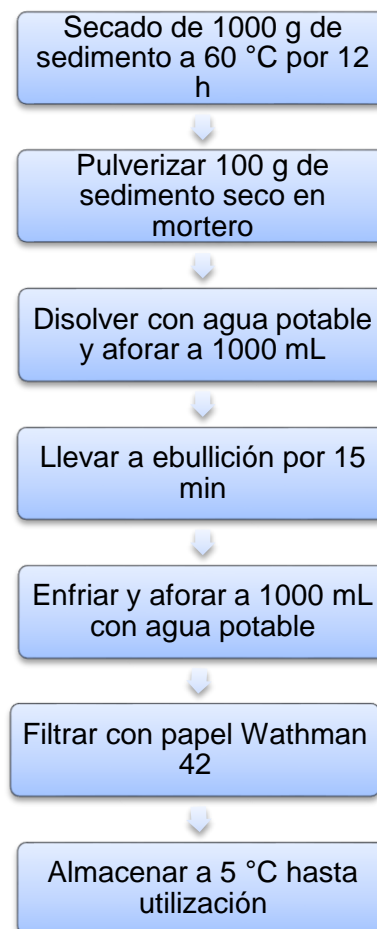 Secado de 1000 g de
sedimento a 60 °C por 12
h
Pulverizar 100 g de
sedimento seco en
mortero
Disolver con agua potable
y aforar a 1000 mL
Llevar a ebullición por 15
min
Enfriar y aforar a 1000 mL
con agua potable
Filtrar con papel Wathman
42
Almacenar a 5 °C hasta
utilización